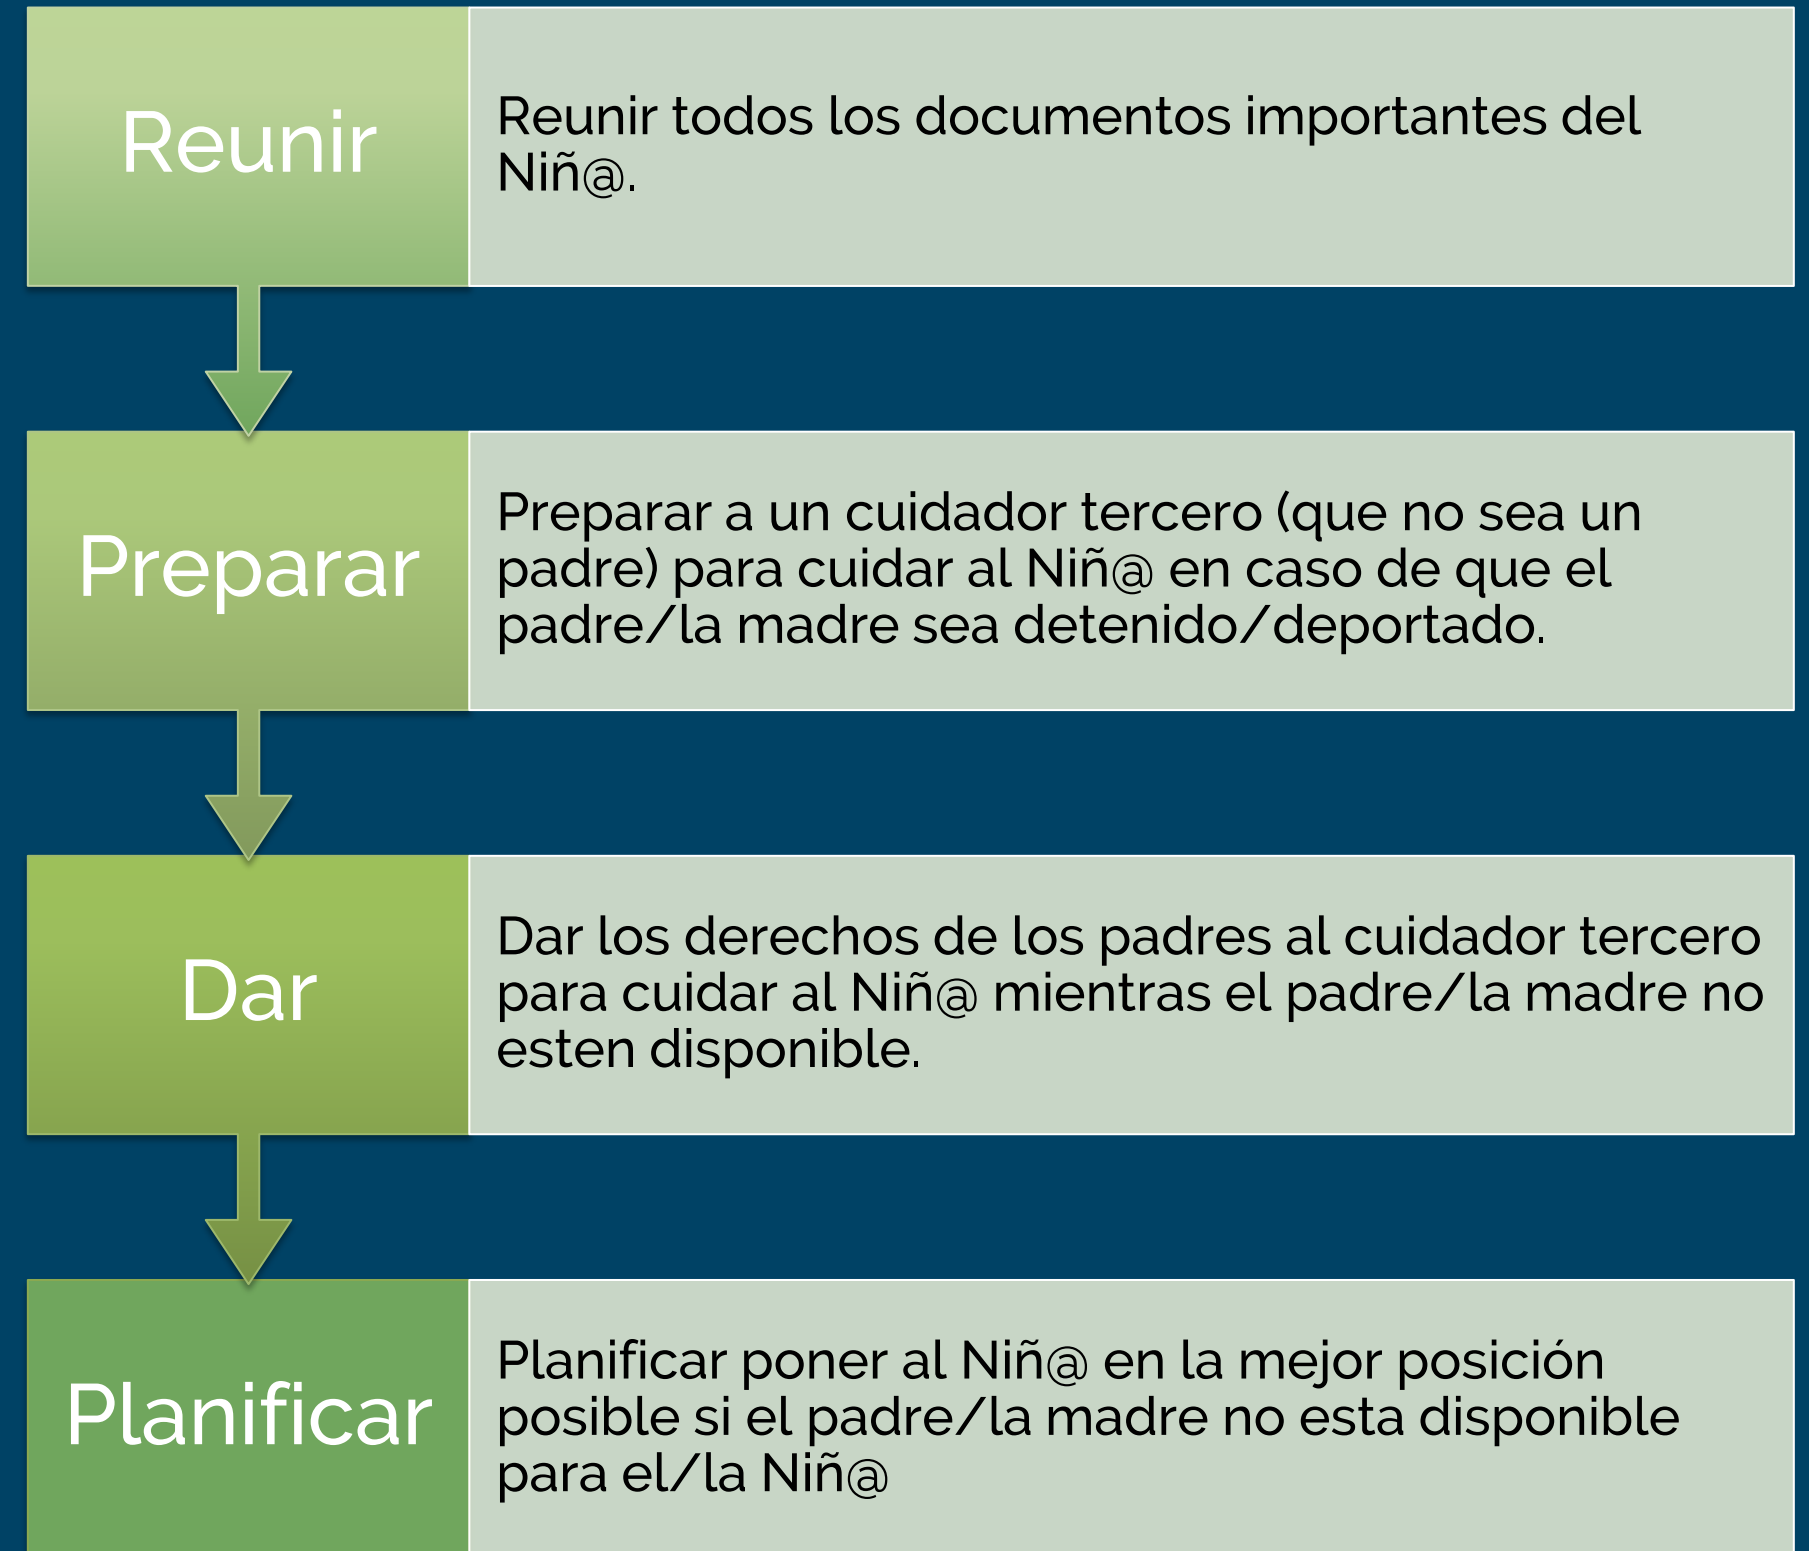 Reunir
Reunir todos los documentos importantes del
Niñ@.
Preparar
Preparar a un cuidador tercero (que no sea un
padre) para cuidar al Niñ@ en caso de que el
padre/la madre sea detenido/deportado.
Dar
Dar los derechos de los padres al cuidador tercero
para cuidar al Niñ@ mientras el padre/la madre no
esten disponible.
Planificar
Planificar poner al Niñ@ en la mejor posición
posible si el padre/la madre no esta disponible
para el/la Niñ@